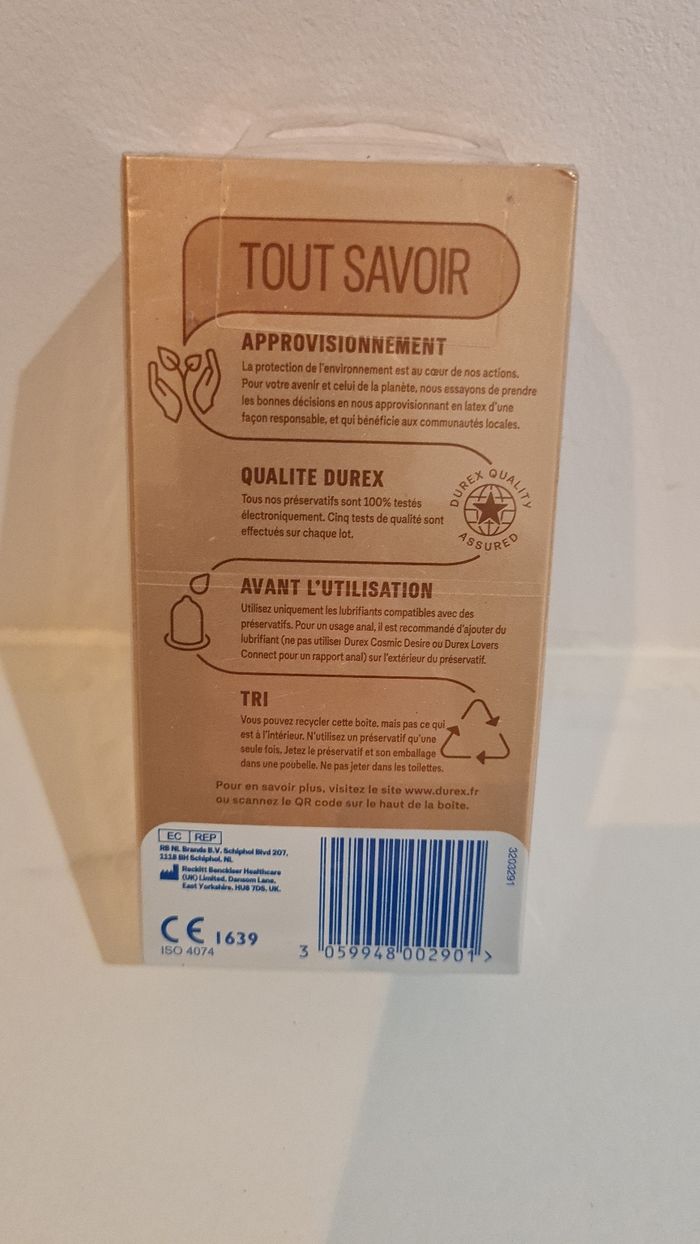 TOUT SAVOIR
APPROVISIONNEMENT
La protection de l'environnement est au cœur de nos actions.
Pour votre avenir et celui de la planète, nous essayons de prendre
les bonnes décisions en nous approvisionnant en latex d'une
façon responsable, et qui bénéficie aux communautés locales.
QUALITE DUREX
Tous nos préservatifs sont 100% testés
électroniquement. Cinq tests de qualité sont
effectués sur chaque lot.
DUREX QUALITY
ASSURED
AVANT L'UTILISATION
Utilisez uniquement les lubrifiants compatibles avec des
préservatifs. Pour un usage anal, il est recommandé d'ajouter du
lubrifiant (ne pas utiliser Durex Cosmic Desire ou Durex Lovers
Connect pour un rapport anal) sur l'extérieur du préservatif.
TRI
Vous pouvez recycler cette boîte, mais pas ce qui
est à l'intérieur. N'utilisez un préservatif qu'une
seule fois. Jetez le préservatif et son emballage
dans une poubelle. Ne pas jeter dans les toilettes.
Pour en savoir plus, visitez le site www.durex.fr
ou scannez le QR code sur le haut de la boîte.
EC REP
RB NL Brands B.V. Schiphol Blvd 207,
1118 BH Schiphol, NL
Reckitt Benckiser Healthcare
(UK) Limited, Dansom Lane,
East Yorkshire, HU8 7DS, UK.
CE 1639
ISO 4074
3 059948 002901 >
3203291